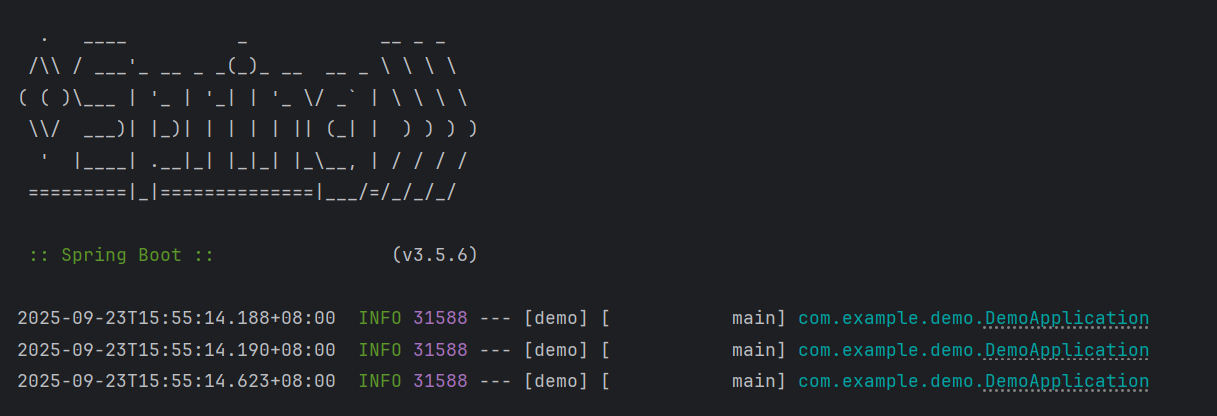 .   ____          _            __ _ _
 /\\ / ___'_ __ _ _(_)_ __  __ _ \ \ \ \
( ( )\___ | '_ | '_| | '_ \/ _` | \ \ \ \
 \\/  ___)| |_)| | | | | || (_| |  ) ) ) )
  '  |____| .__|_| |_|_| |_\__, | / / / /
 =========|_|==============|___/=/_/_/_/
 :: Spring Boot ::                (v3.5.6)
2025-09-23T15:55:14.188+08:00  INFO 31588 --- [demo] [           main] com.example.demo.DemoApplication
2025-09-23T15:55:14.190+08:00  INFO 31588 --- [demo] [           main] com.example.demo.DemoApplication
2025-09-23T15:55:14.623+08:00  INFO 31588 --- [demo] [           main] com.example.demo.DemoApplication